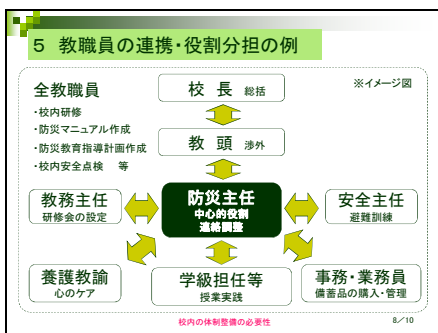 5 教職員の連携・役割分担の例
全教職員
・校内研修
・防災マニュアル作成
・防災教育指導計画作成
・校内安全点検 等
校 長 総括
※イメージ図
教 頭 渉外
教務主任
研修会の設定
防災主任
中心的役割
連絡調整
安全主任
避難訓練
養護教諭
心のケア
学級担任等
授業実践
事務・業務員
備蓄品の購入・管理
校内の体制整備の必要性
8/10